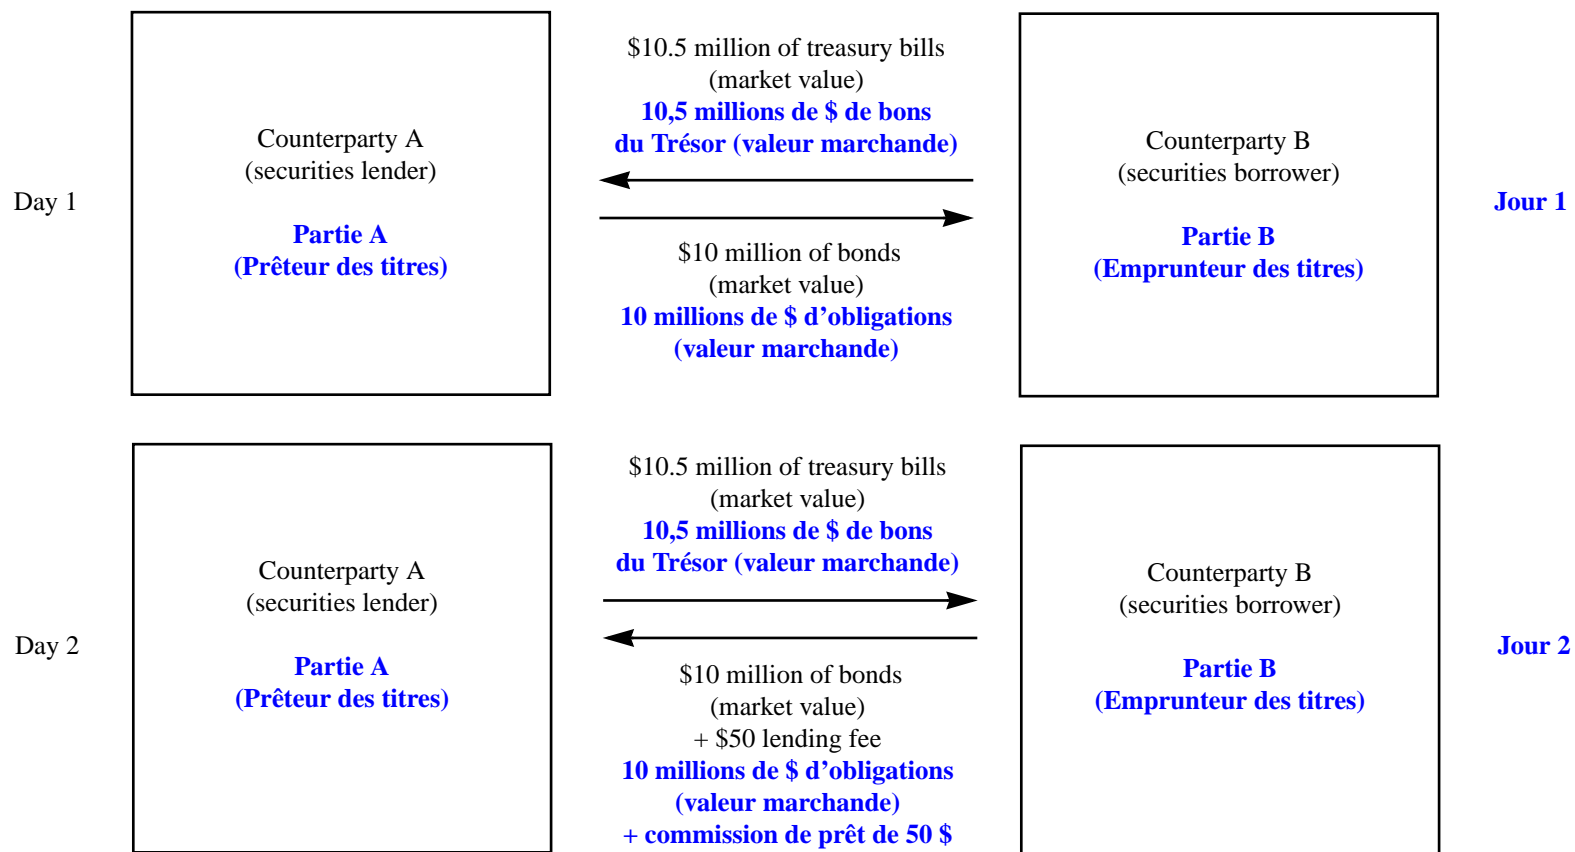 Day 1
Counterparty A
(securities lender)
Partie A
(Prêteur des titres)
$10.5 million of treasury bills
(market value)
10,5 millions de $ de bons
du Trésor (valeur marchande)
$10 million of bonds
(market value)
10 millions de $ d’obligations
(valeur marchande)
Counterparty B
(securities borrower)
Partie B
(Emprunteur des titres)
Jour 1
Day 2
Counterparty A
(securities lender)
Partie A
(Prêteur des titres)
$10.5 million of treasury bills
(market value)
10,5 millions de $ de bons
du Trésor (valeur marchande)
$10 million of bonds
(market value)
+ $50 lending fee
10 millions de $ d’obligations
(valeur marchande)
+ commission de prêt de 50 $
Counterparty B
(securities borrower)
Partie B
(Emprunteur des titres)
Jour 2